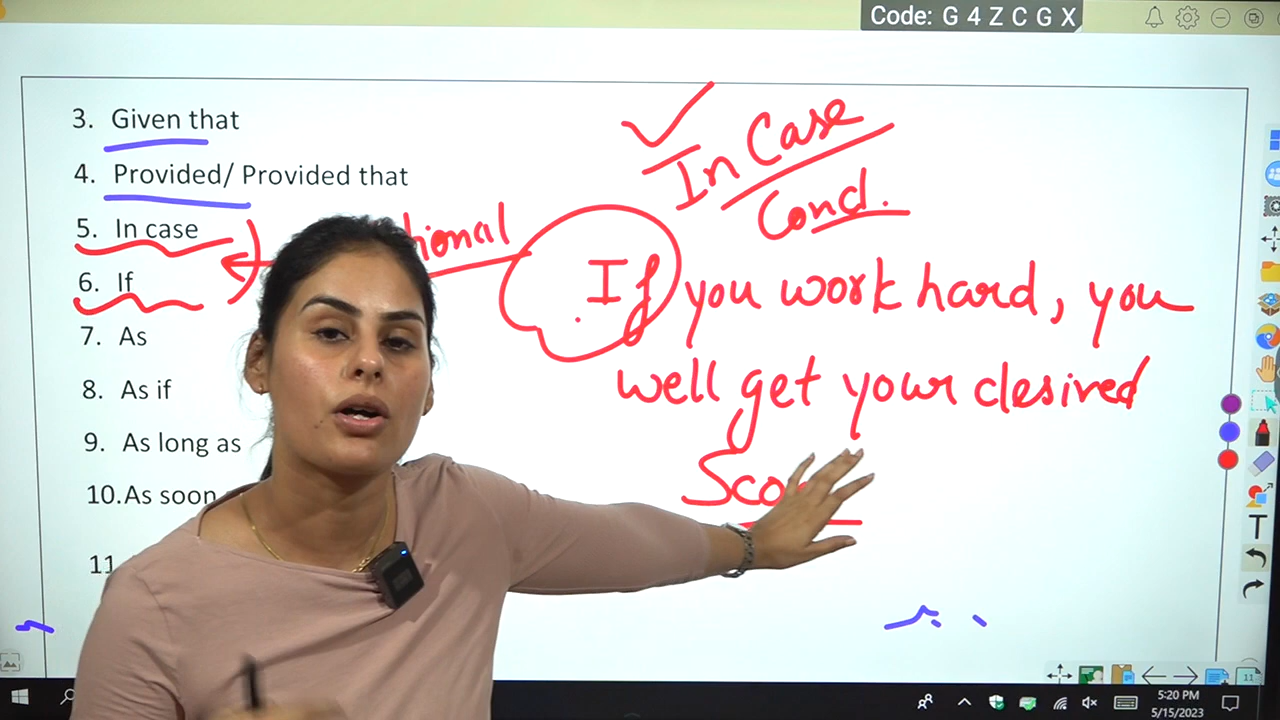 Code: G 4 Z C G X
3. Given that
4. Provided/ Provided that
5. In case
6. If
7. As
8. As if
9. As long as
10.As soon
11
In Case
Cond.
If you work hard, you
well get your desired
5:20 PM
5/15/2023